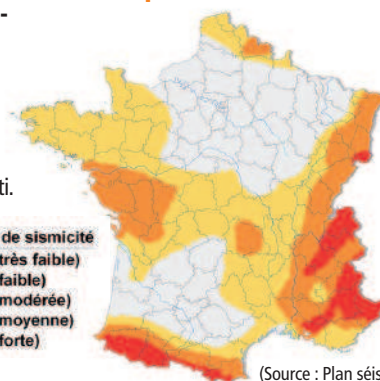 -
ti.
de sismicité
très faible)
faible)
modérée)
moyenne)
forte)
(Source : Plan séis